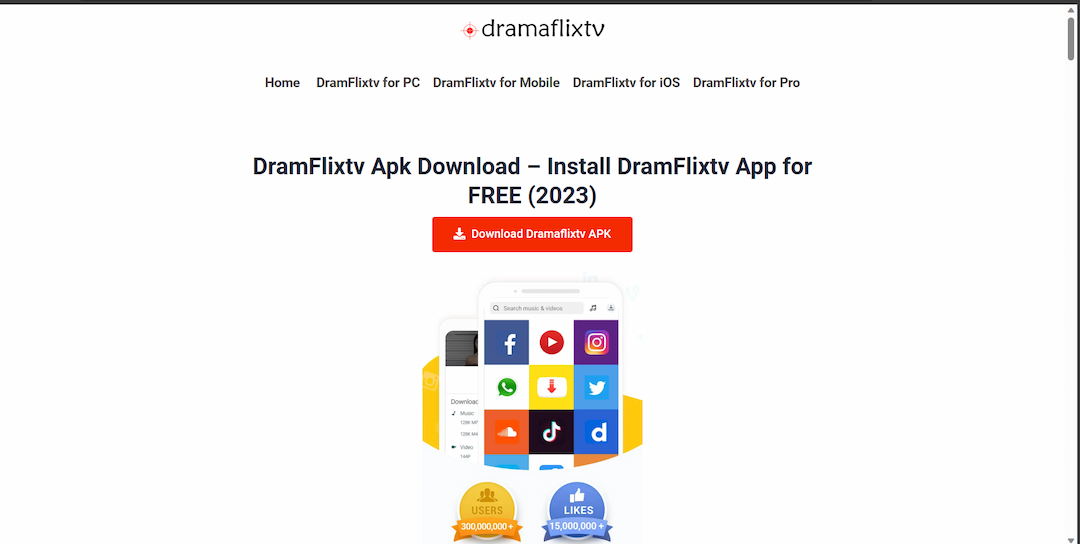 dramaflixtv
Home DramFlixtv for PC DramFlixtv for Mobile DramFlixtv for iOS DramFlixtv for Pro
DramFlixtv Apk Download – Install DramFlixtv App for
FREE (2023)
Download Dramaflixtv APK
Search music & videos
Download
Music
128K MP
128K M4
Video
144P
USERS
300,000,000+
LIKES
15,000,000 +